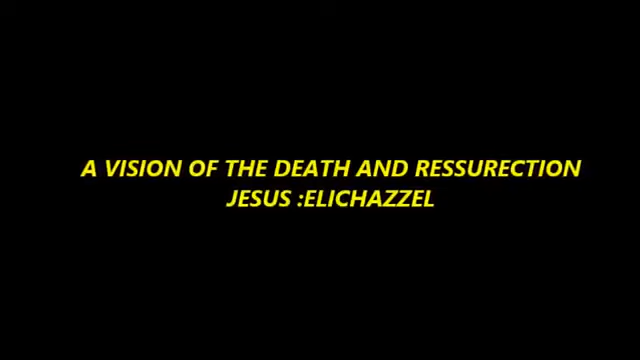 A VISION OF THE DEATH AND RESSURECTION
JESUS :ELICHAZZEL